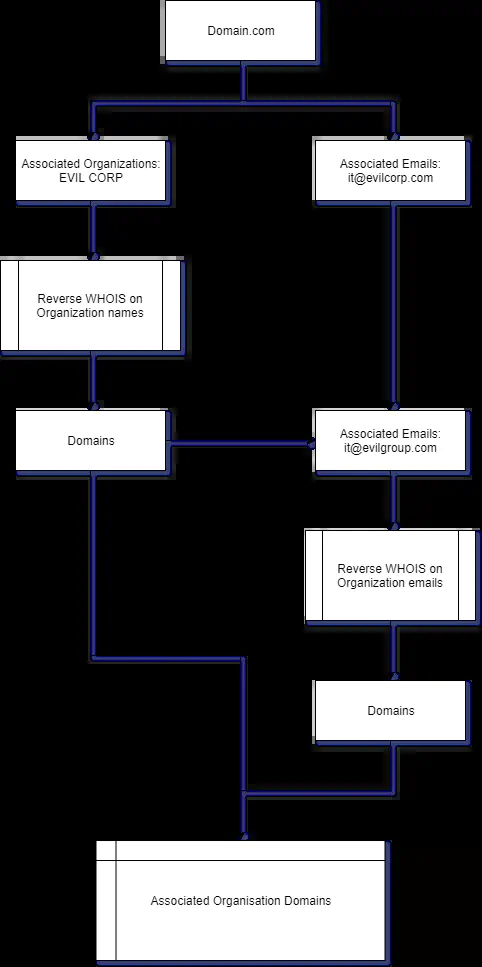 Domain.com
Associated Organizations:
EVIL CORP
Associated Emails:
it@evilcorp.com
Reverse WHOIS on
Organization names
Domains
Associated Emails:
it@evilgroup.com
Reverse WHOIS on
Organization emails
Domains
Associated Organisation Domains